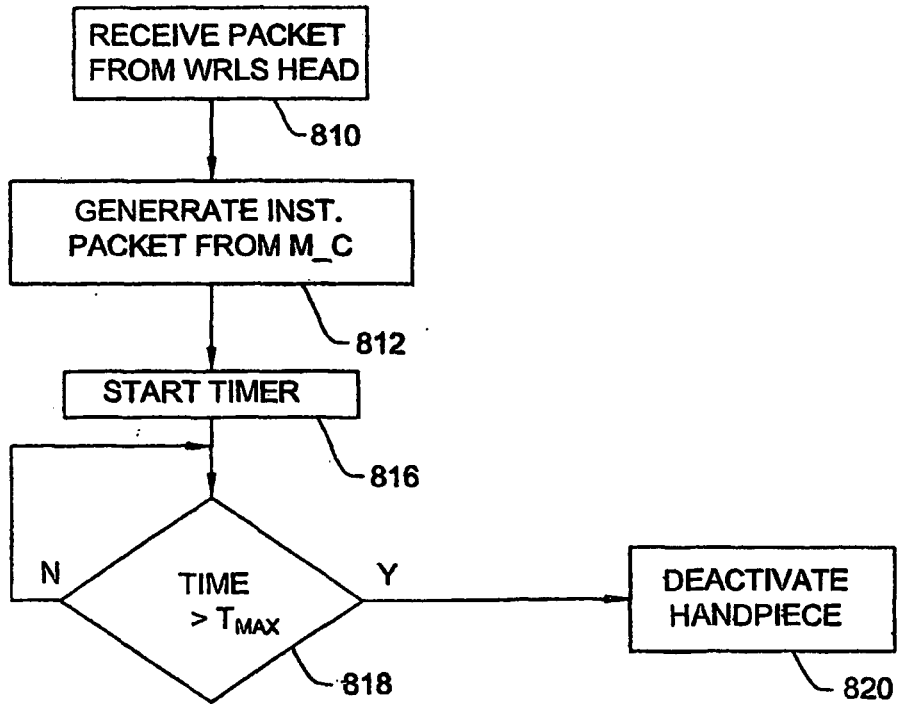 RECEIVE PACKET
FROM WRLS HEAD
810
GENERRATE INST.
PACKET FROM M_C
812
START TIMER
816
N
Y
TIME
> TMAX
818
DEACTIVATE
HANDPIECE
820